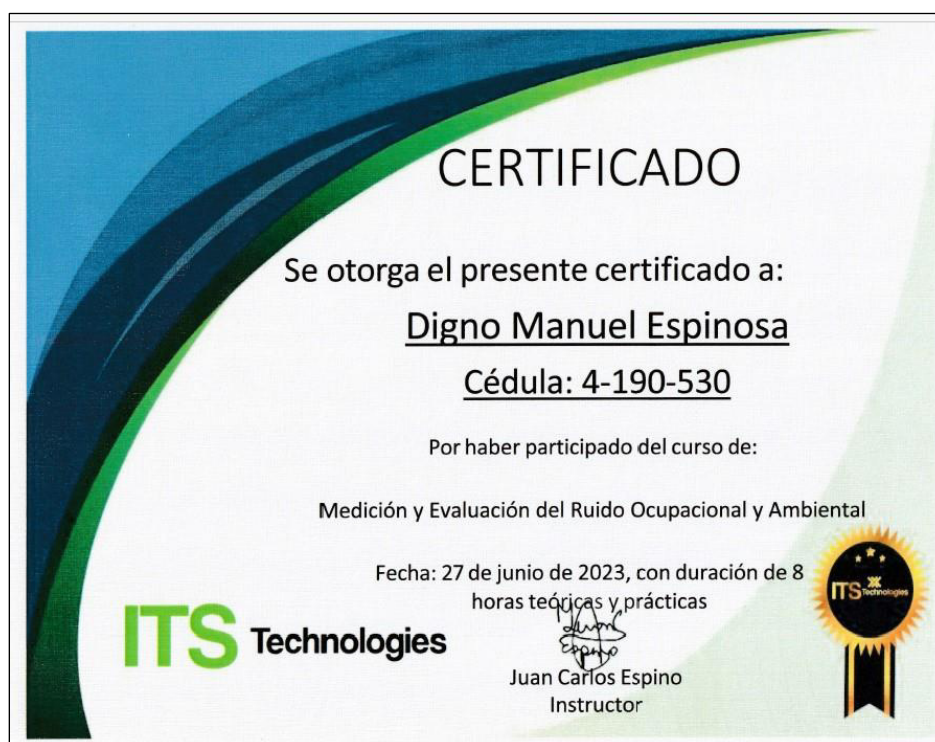 CERTIFICADO
Se otorga el presente certificado a:
Digno Manuel Espinosa
Cédula: 4-190-530
Por haber participado del curso de:
Medición y Evaluación del Ruido Ocupacional y Ambiental
Fecha: 27 de junio de 2023, con duración de 8
horas teóricas y prácticas
ITS Technologies
Juan Carlos Espino
Instructor
ITS Technologies